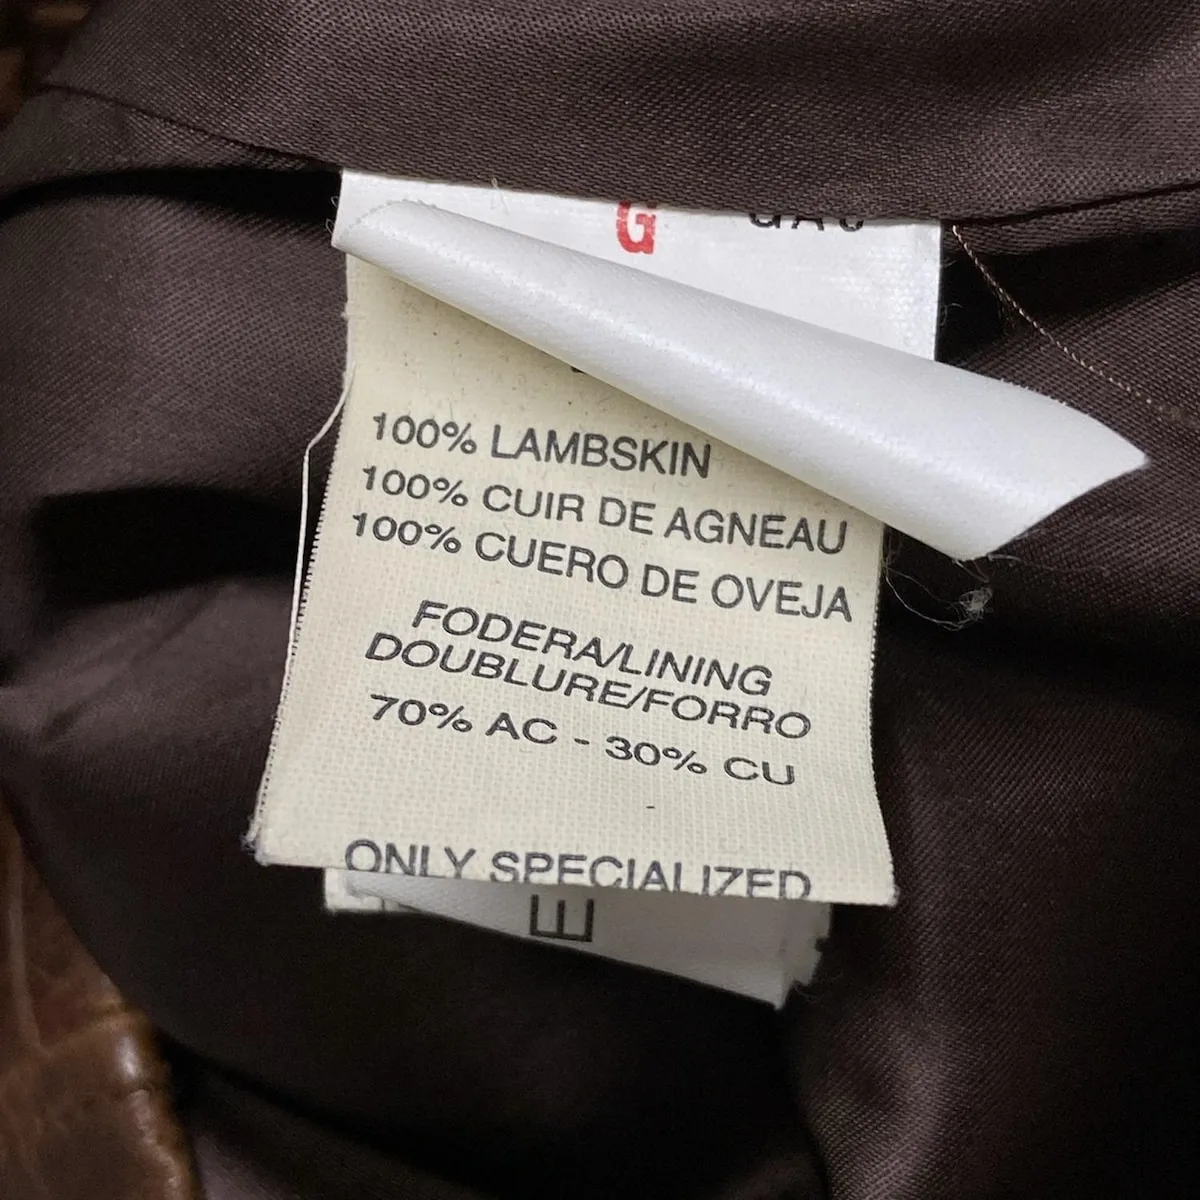 G
100% LAMBSKIN
100% CUIR DE AGNEAU
100% CUERO DE OVEJA
FODERA/LINING
DOUBLURE/FORRO
70% AC - 30% CU
ONLY SPECIALIZED
E